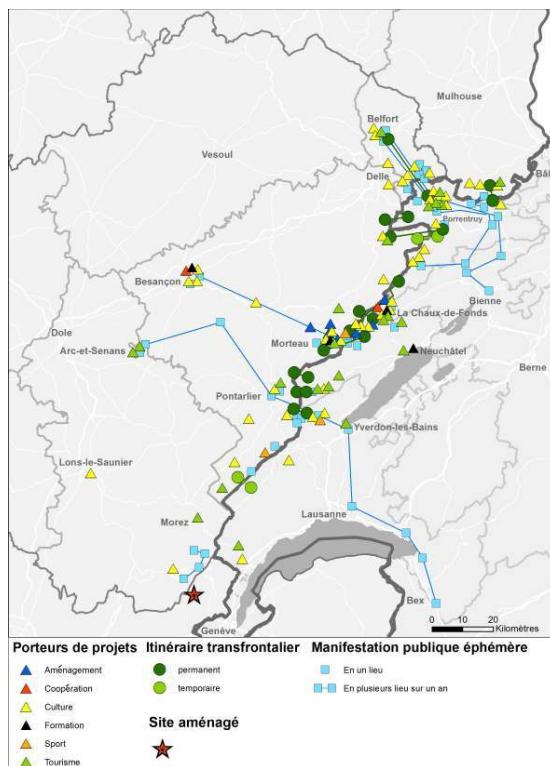 Mulhouse
Belfort
Vesoul
Delle
Bâl
Porrentruy
Besançon
Bienne
La Chaux-de-Fonds
Dole
Arc-et-Senans
Morteau
Neuchâtel
Berne
Pontarlier
Yverdon-les-Bains
Lons-le-Saunier
Lausanne
Morez
Bex
Genève
0 10 20
Kilomètres
Porteurs de projets Itinéraire transfrontalier Manifestation publique éphémère
Aménagement permanent En un lieu
Coopération temporaire En plusieurs lieu sur un an
Culture
Formation Site aménagé
Sport
Tourisme